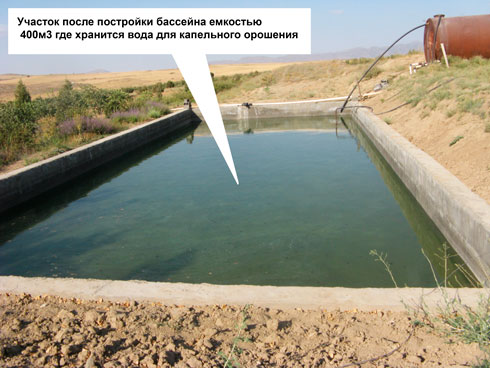 Участок после постройки бассейна емкостью
400м3 где хранится вода для капельного орошения